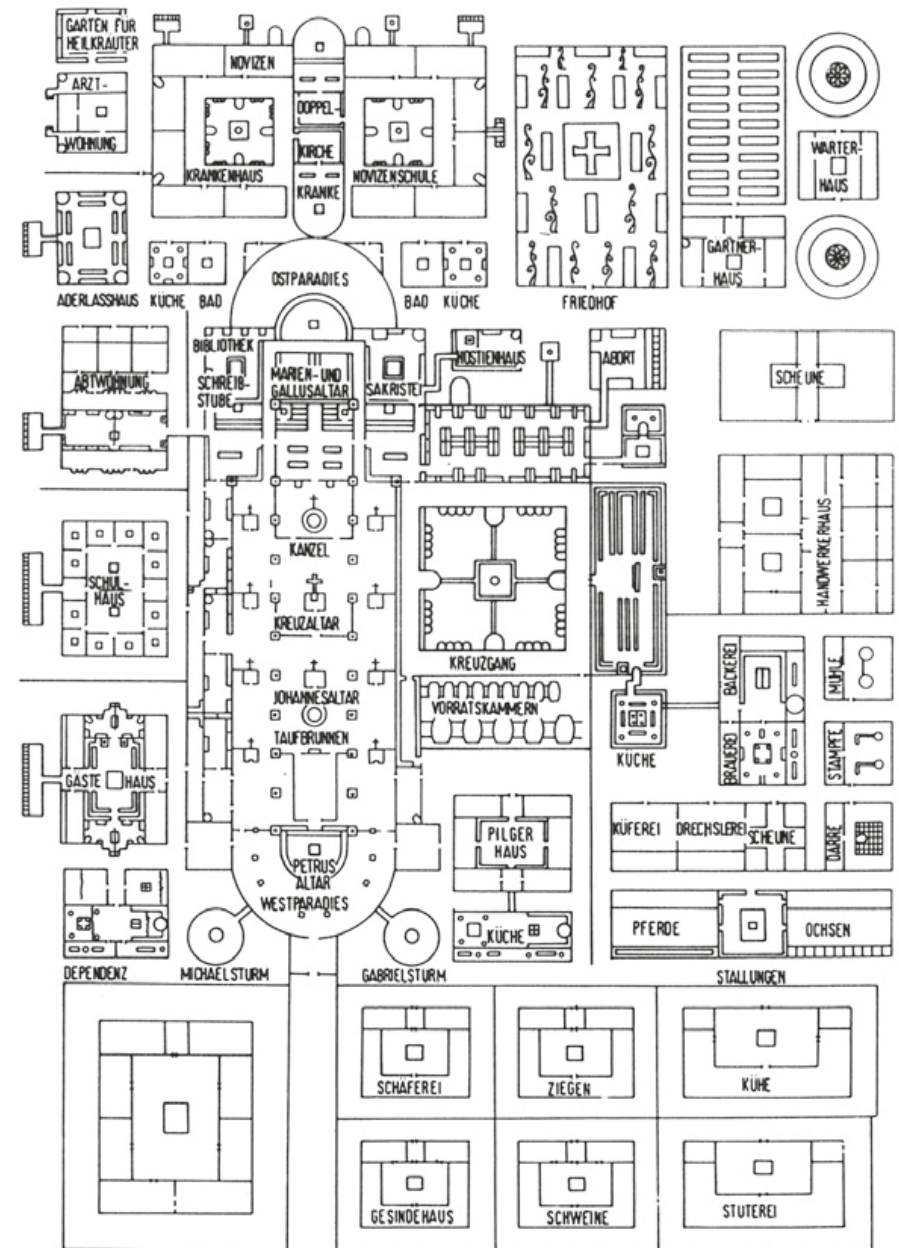 GARTEN FÜR
HEILKRÄUTER
ARZT-
WOHNUNG
NOVIZEN
DOPPEL-
KIRCHE
KRANKE
KRANKENHAUS
NOVIZENSCHULE
WÄRTER-
HAUS
GÄRTNER-
HAUS
ADERLASSHAUS
KÜCHE
BAD
OSTPARADIES
BAD
KÜCHE
FRIEDHOF
BIBLIOTHEK
SCHREIB-
STUBE
MARIEN- UND
GALLUSALTAR
SAKRISTEI
HOSTIENHAUS
ABORT
SCHEUNE
ABTWOHNUNG
KANZEL
HANDWERKERHAUS
SCHUL-
HAUS
KREUZALTAR
KREUZGANG
JOHANNESALTAR
TAUFBRUNNEN
VORRATSKAMMERN
BÄCKEREI
MÜHLE
BRAUEREI
STAMPFE
KÜCHE
GÄSTE HAUS
PILGER
HAUS
KÜFEREI
DRECHSLEREI
SCHEUNE
DARRE
PETRUS
ALTAR
WESTPARADIES
KÜCHE
PFERDE
OCHSEN
DEPENDENZ
MICHAELSTURM
GABRIELSTURM
STALLUNGEN
SCHÄFEREI
ZIEGEN
KÜHE
GESINDEHAUS
SCHWEINE
STUTEREI